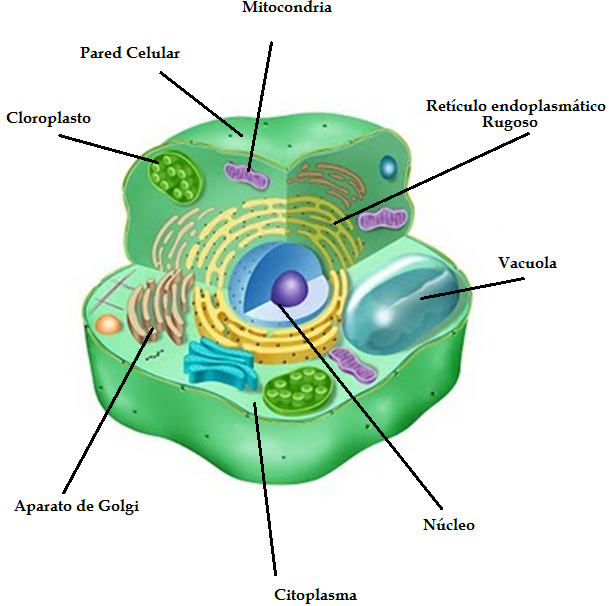 Mitocondria
Pared Celular
Cloroplasto
Retículo endoplasmático
Rugoso
Vacuola
Aparato de Golgi
Núcleo
Citoplasma